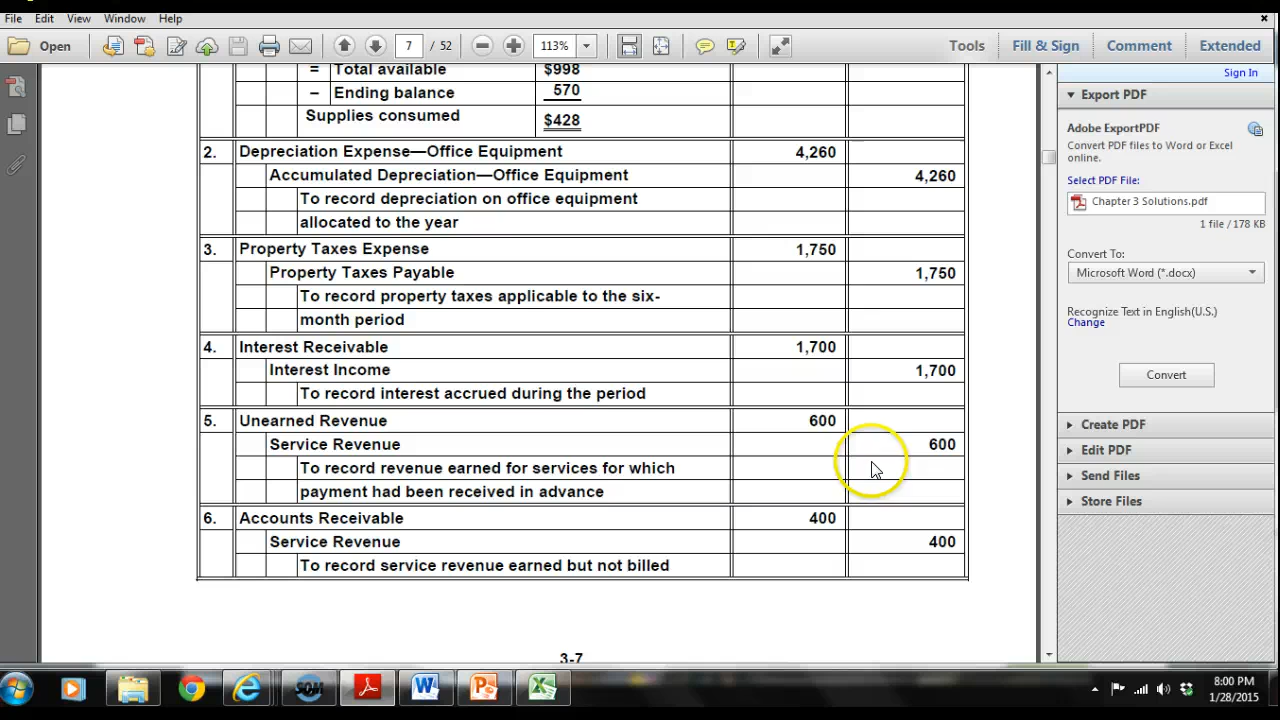 File Edit View Window Help
Open 7 / 52 113% Tools Fill & Sign Comment Extended
Sign In
= Total available $998
– Ending balance 570
Supplies consumed $428
2. Depreciation Expense—Office Equipment 4,260
Accumulated Depreciation—Office Equipment 4,260
To record depreciation on office equipment
allocated to the year
3. Property Taxes Expense 1,750
Property Taxes Payable 1,750
To record property taxes applicable to the six-
month period
4. Interest Receivable 1,700
Interest Income 1,700
To record interest accrued during the period
5. Unearned Revenue 600
Service Revenue 600
To record revenue earned for services for which
payment had been received in advance
6. Accounts Receivable 400
Service Revenue 400
To record service revenue earned but not billed
3-7
Export PDF
Adobe ExportPDF
Convert PDF files to Word or Excel
online.
Select PDF File:
Chapter 3 Solutions.pdf
1 file / 178 KB
Convert To:
Microsoft Word (*.docx)
Recognize Text in English(U.S.)
Change
Convert
Create PDF
Edit PDF
Send Files
Store Files
8:00 PM
1/28/2015